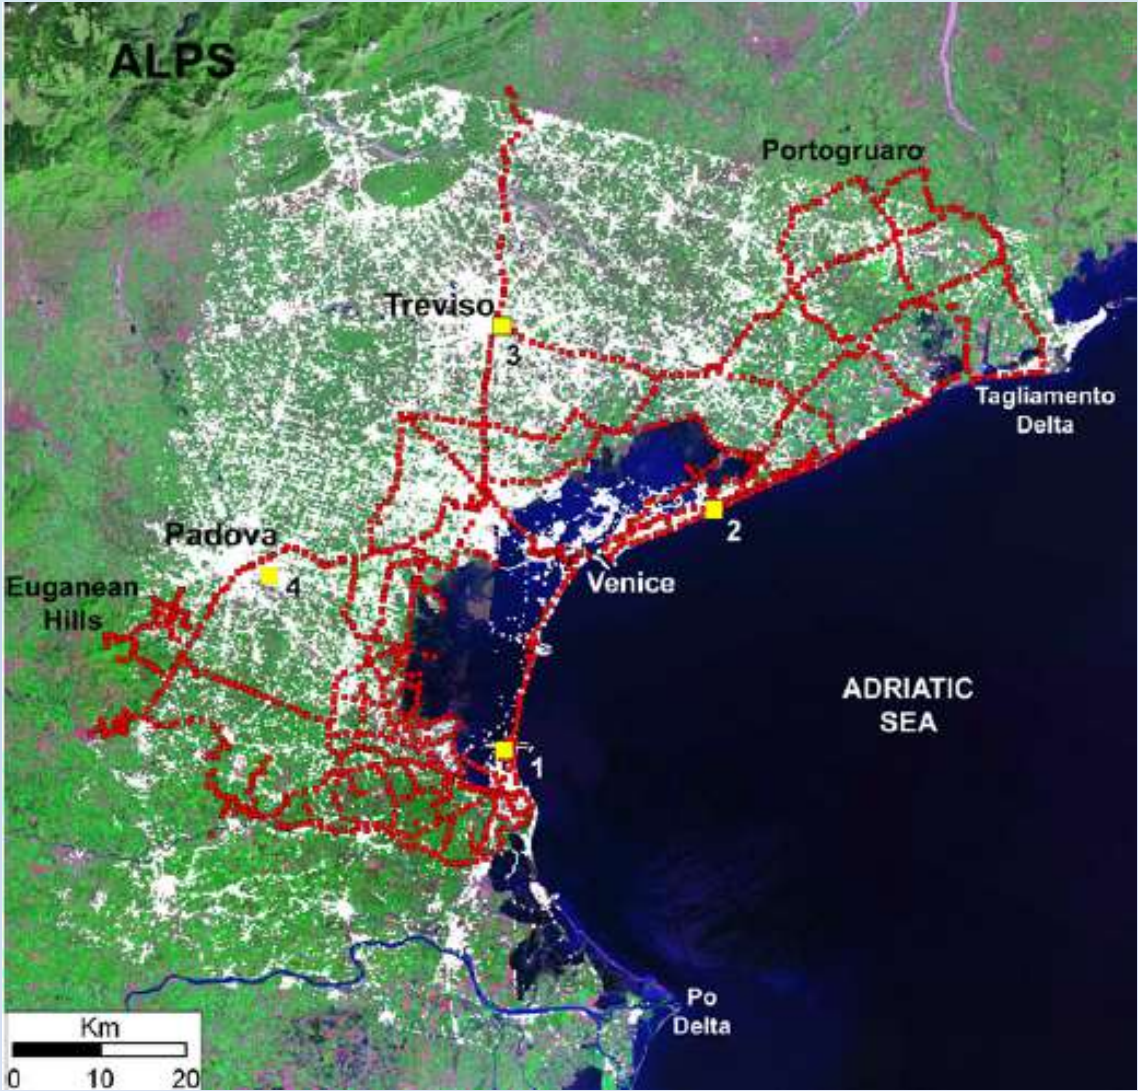 ALPS
Portogruaro
Treviso
3
Tagliamento
Delta
2
Padova
Venice
4
Euganean
Hills
ADRIATIC
SEA
1
Po
Delta
Km
0 10 20